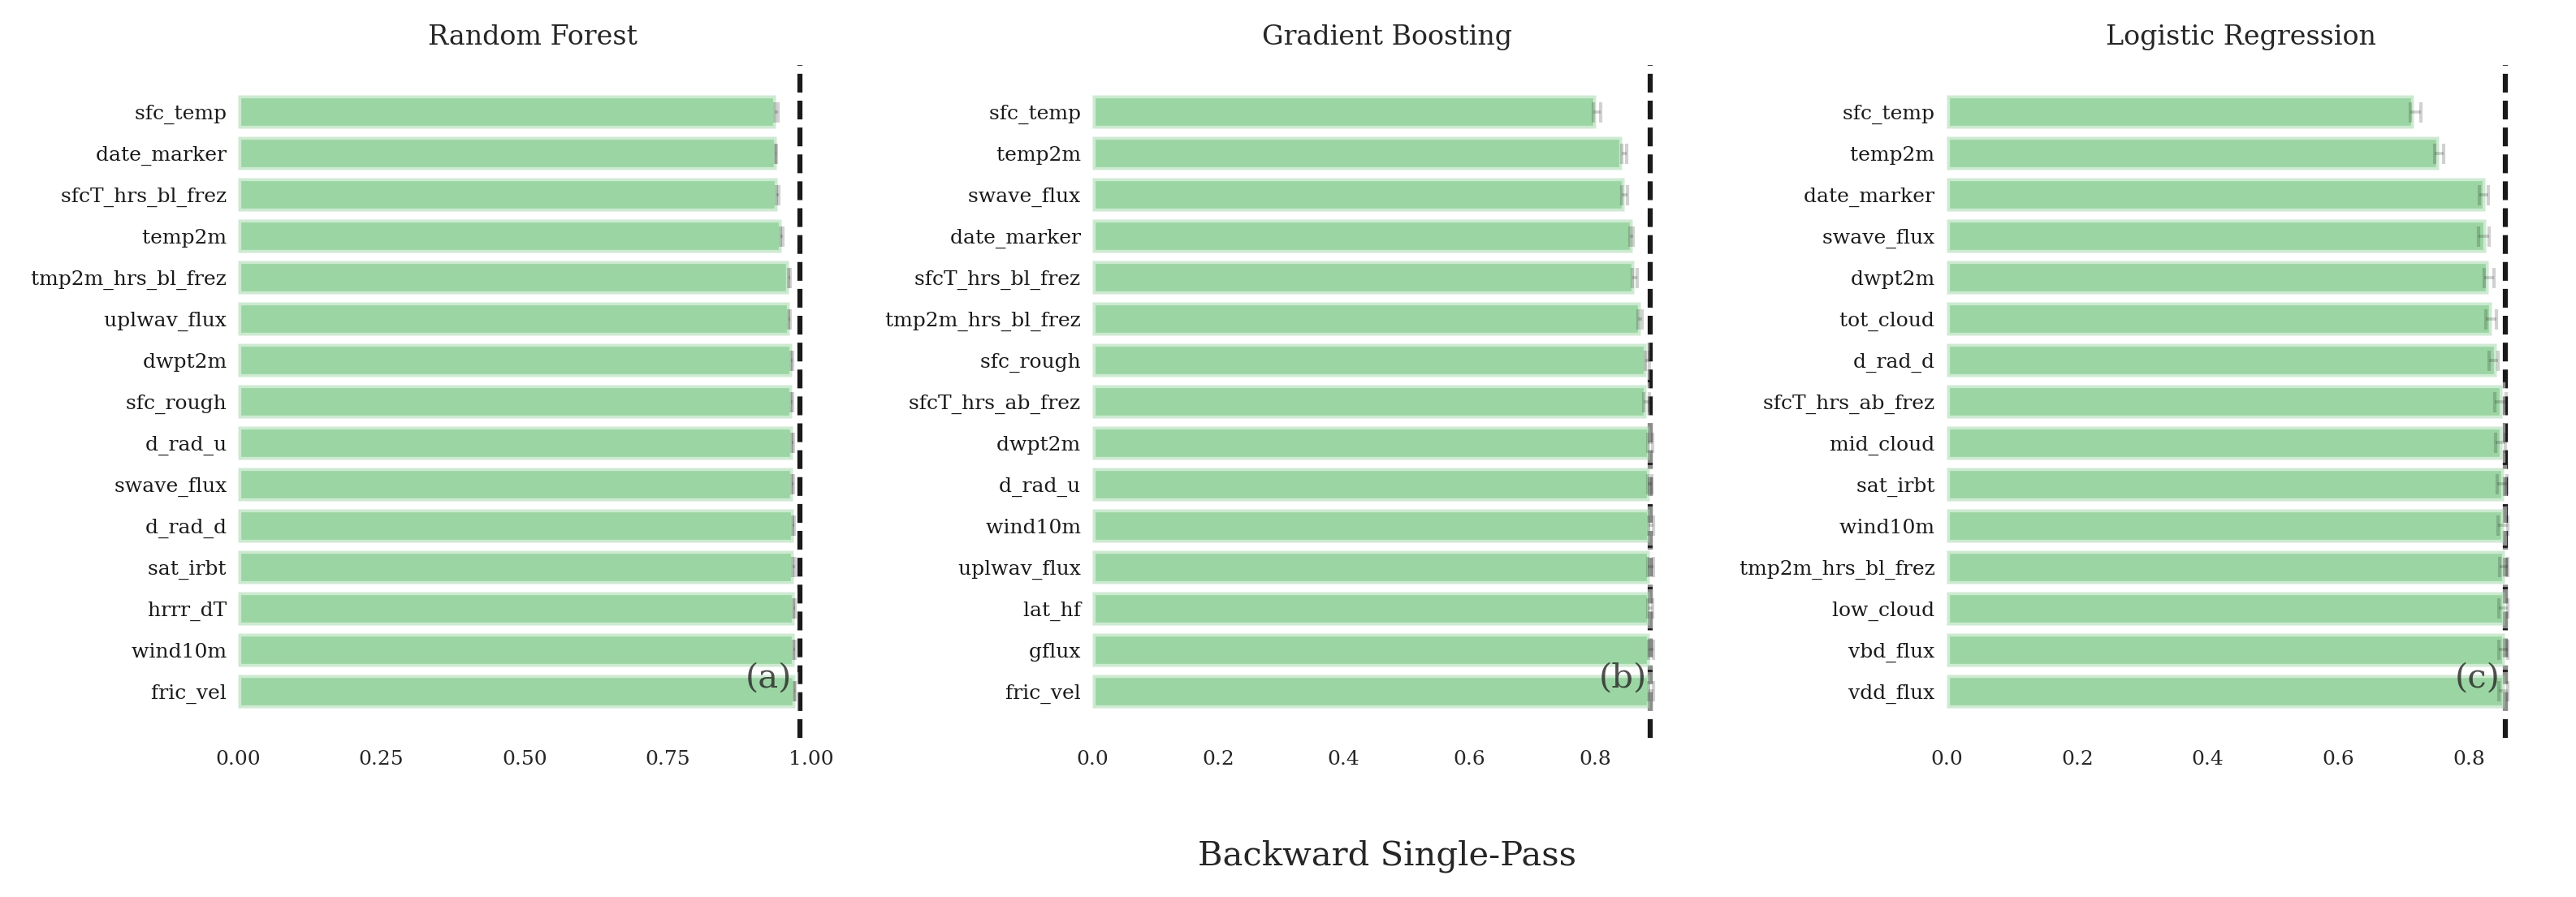 Random Forest
sfc_temp
date_marker
sfcT_hrs_bl_frez
temp2m
tmp2m_hrs_bl_frez
uplwav_flux
dwpt2m
sfc_rough
d_rad_u
swave_flux
d_rad_d
sat_irbt
hrrr_dT
wind10m
fric_vel
(a)
0.00 0.25 0.50 0.75 1.00
Gradient Boosting
sfc_temp
temp2m
swave_flux
date_marker
sfcT_hrs_bl_frez
tmp2m_hrs_bl_frez
sfc_rough
sfcT_hrs_ab_frez
dwpt2m
d_rad_u
wind10m
uplwav_flux
lat_hf
gflux
fric_vel
(b)
0.0 0.2 0.4 0.6 0.8
Logistic Regression
sfc_temp
temp2m
date_marker
swave_flux
dwpt2m
tot_cloud
d_rad_d
sfcT_hrs_ab_frez
mid_cloud
sat_irbt
wind10m
tmp2m_hrs_bl_frez
low_cloud
vbd_flux
vdd_flux
(c)
0.0 0.2 0.4 0.6 0.8
Backward Single-Pass